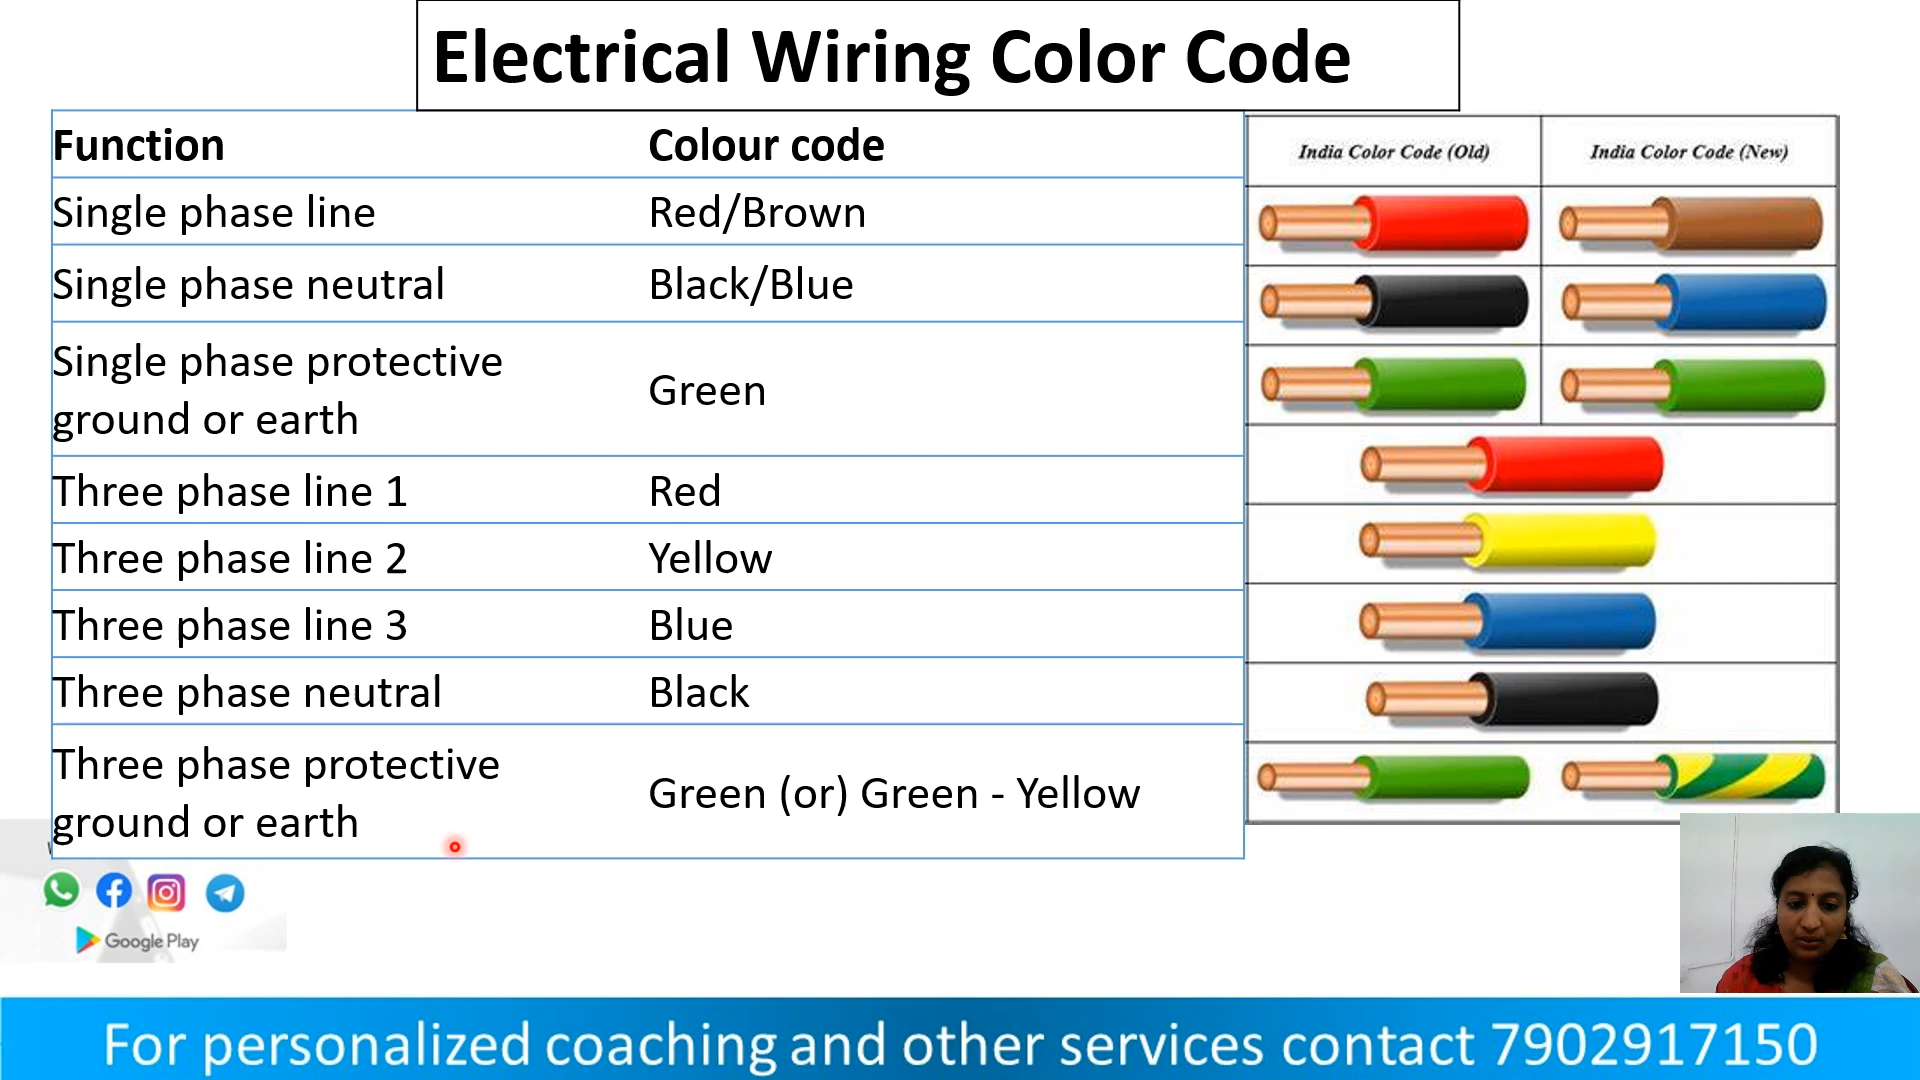 Electrical Wiring Color Code
Function Colour code
Single phase line Red/Brown
Single phase neutral Black/Blue
Single phase protective
ground or earth Green
Three phase line 1 Red
Three phase line 2 Yellow
Three phase line 3 Blue
Three phase neutral Black
Three phase protective
ground or earth Green (or) Green - Yellow
India Color Code (Old) India Color Code (New)
Google Play
For personalized coaching and other services contact 7902917150